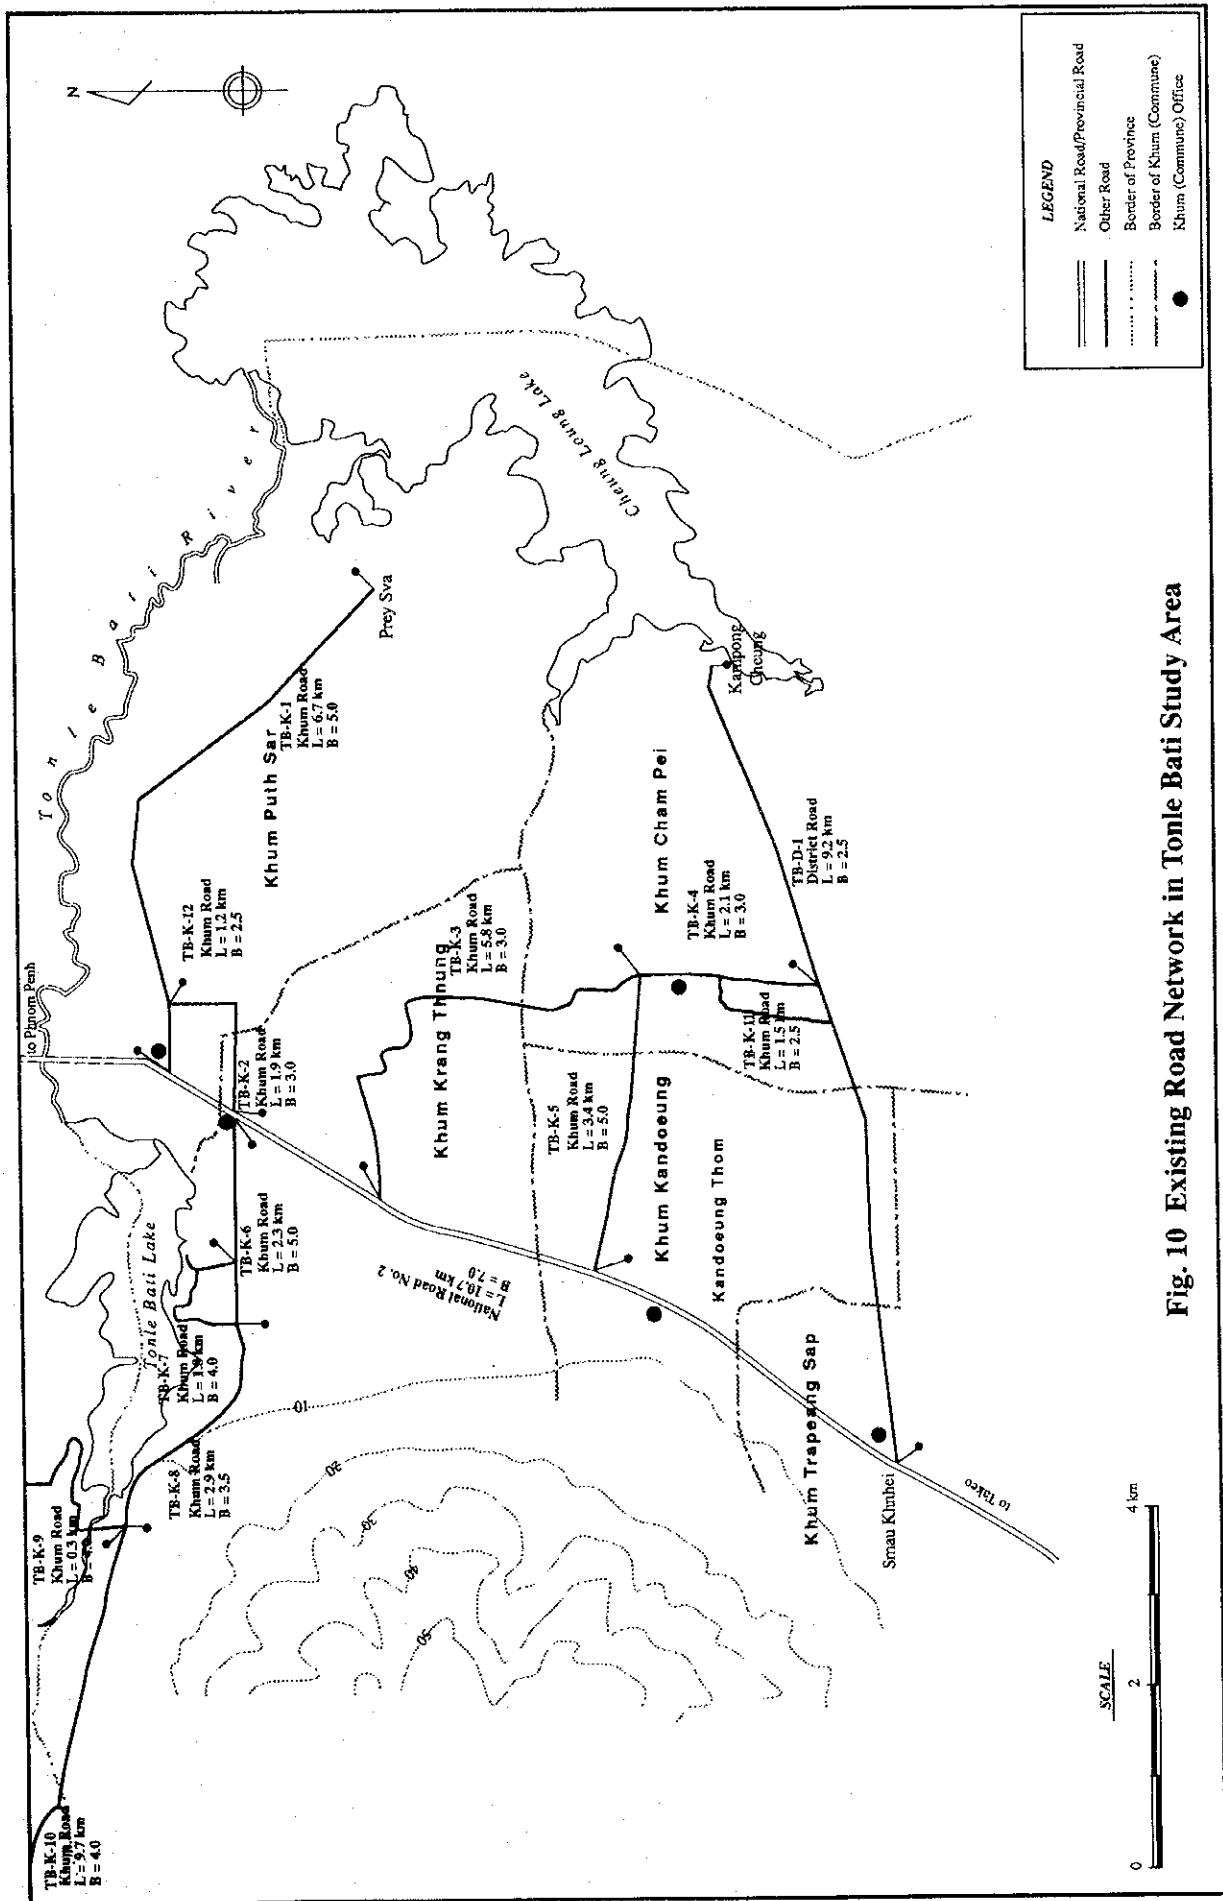 N
to Phnom Penh
Tonle Bati River
Tonle Bati Lake
Cheung Loung Lake
TB-K-10
Khum Road
L = 9.7 km
B = 4.0
TB-K-9
Khum Road
L = 0.3 km
TB-K-8
Khum Road
L = 2.9 km
B = 3.5
TB-K-7
Khum Road
B = 4.0
TB-K-6
Khum Road
L = 2.3 km
B = 5.0
TB-K-2
Khum Road
L = 1.9 km
B = 3.0
TB-K-12
Khum Road
L = 1.2 km
B = 2.5
Khum Puth Sar
TB-K-1
Khum Road
L = 6.7 km
B = 5.0
Prey Sva
10
20
30
50
National Road No. 2
L = 10.7 km
B = 7.0
Khum Krang Thnung
TB-K-3
Khum Road
L = 5.8 km
B = 3.0
TB-K-5
Khum Road
L = 3.4 km
B = 5.0
Khum Kandoeung
Kandoeung Thom
Khum Cham Pei
TB-K-4
Khum Road
L = 2.1 km
B = 3.0
TB-K-11
Khum Road
L = 1.5 km
B = 2.5
TB-D-1
District Road
L = 9.2 km
B = 2.5
Kampong
Cheung
Khum Trapeang Sap
Smau Khnhei
to Takeo
SCALE
0 2 4 km
LEGEND
National Road/Provincial Road
Other Road
Border of Province
Border of Khum (Commune)
Khum (Commune) Office
Fig. 10 Existing Road Network in Tonle Bati Study Area